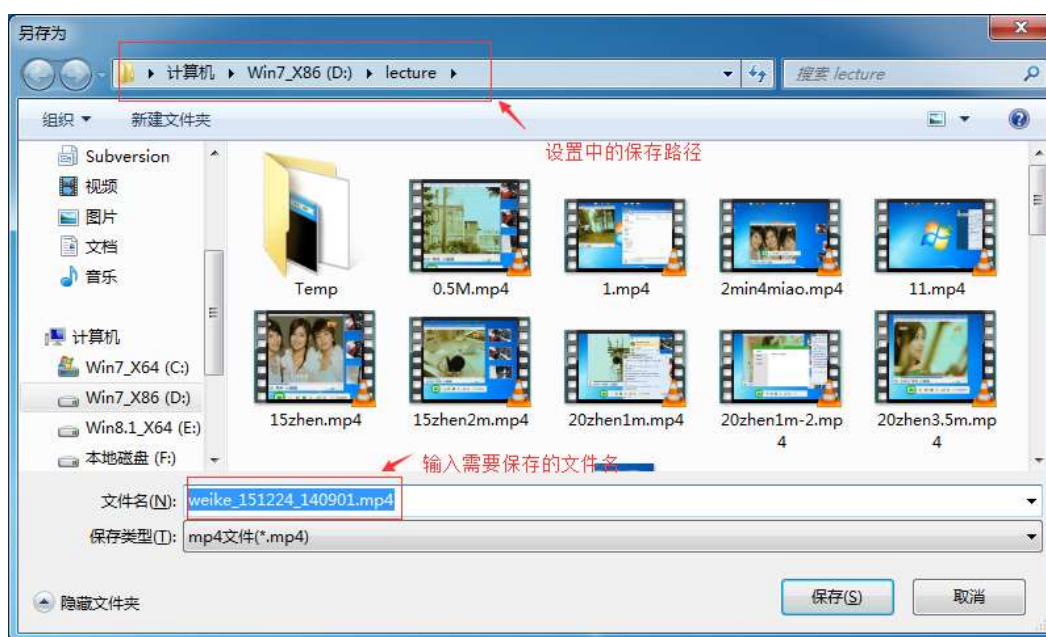 另存为
计算机 ▸ Win7_X86 (D:) ▸ lecture ▸
搜索 lecture
组织 ▼ 新建文件夹
设置中的保存路径
Subversion
视频
图片
文档
音乐
计算机
Win7_X64 (C:)
Win7_X86 (D:)
Win8.1_X64 (E:)
本地磁盘 (F:)
Temp
0.5M.mp4
1.mp4
2min4miao.mp4
11.mp4
15zhen.mp4
15zhen2m.mp4
20zhen1m.mp4
20zhen1m-2.mp
4
20zhen3.5m.mp
4
输入需要保存的文件名
文件名(N): weike_151224_140901.mp4
保存类型(T): mp4文件(*.mp4)
隐藏文件夹
保存(S)
取消